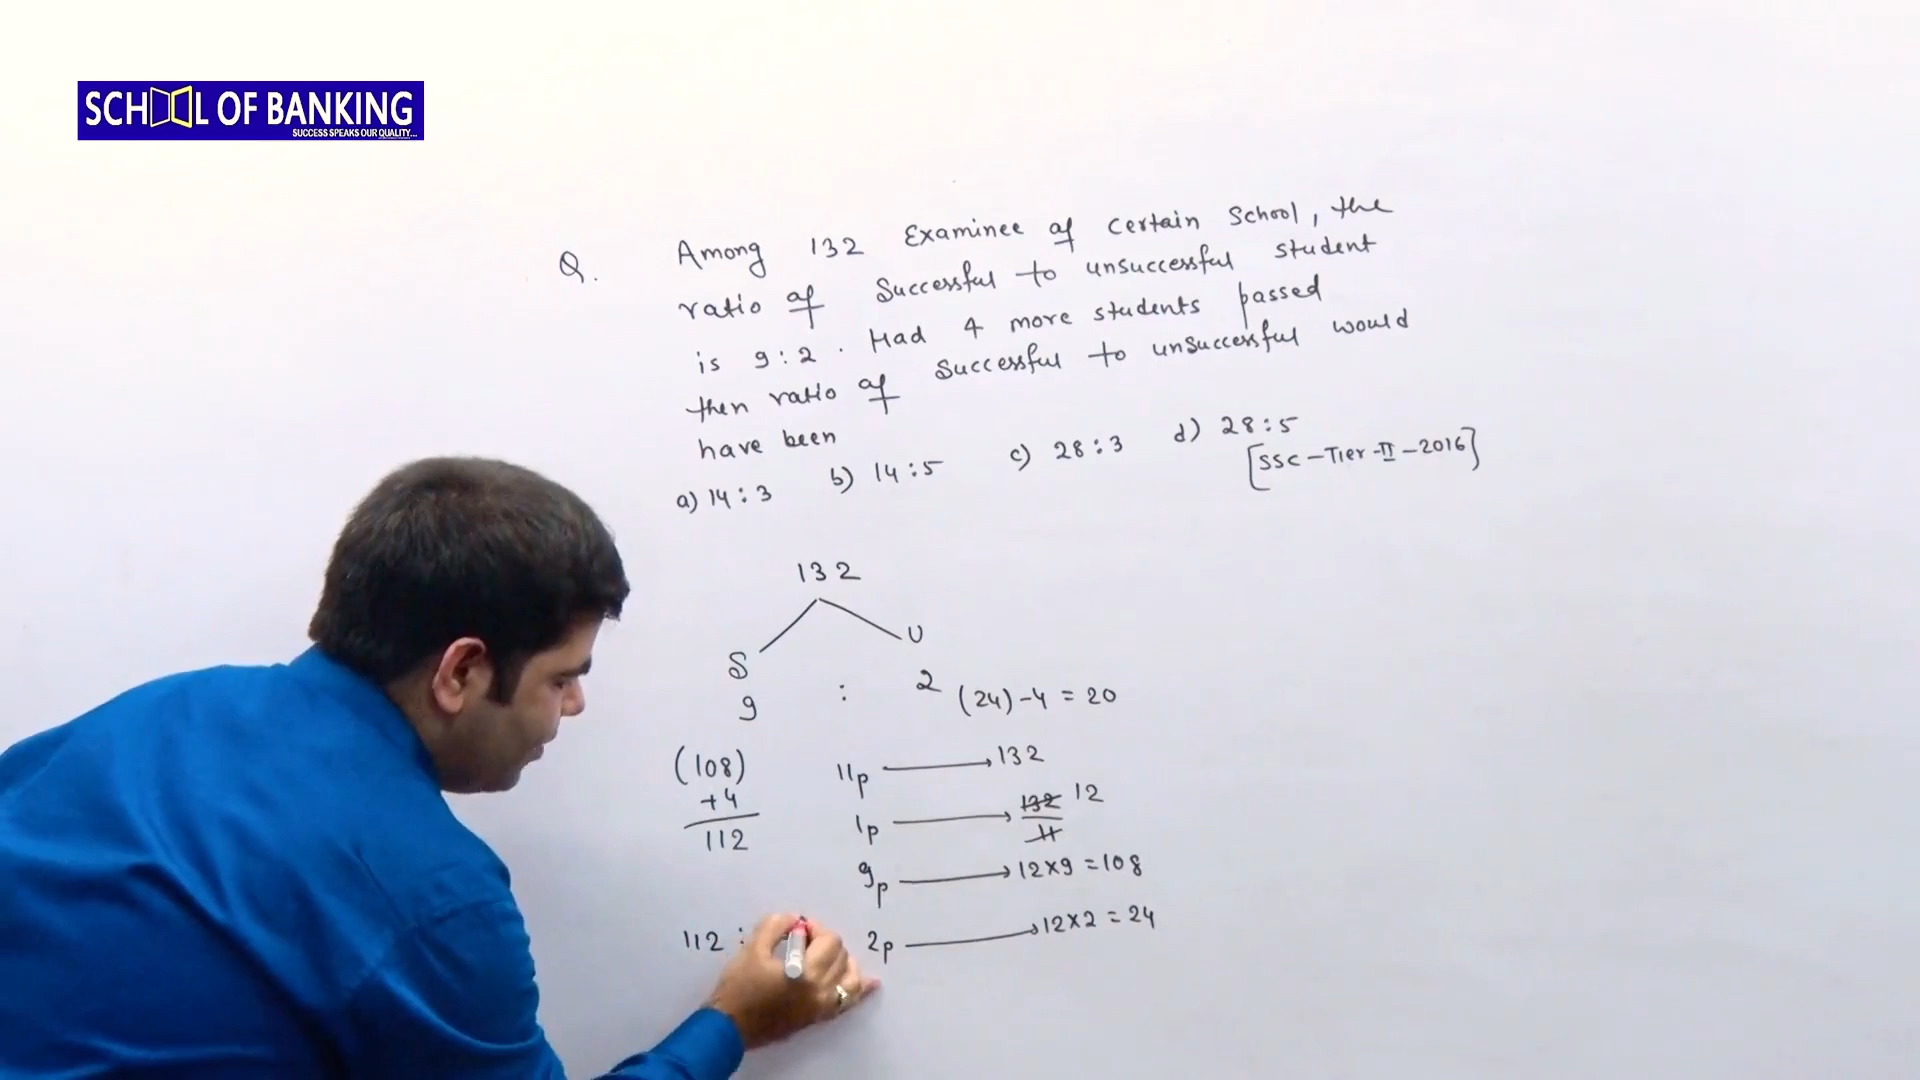 SCHOOL OF BANKING
SUCCESS SPEAKS OUR QUALITY...
Q. Among 132 Examinee of certain School, the
ratio of Successful to unsuccessful student
is 9:2. Had 4 more students passed
then ratio of Successful to unsuccessful would
have been
a) 14:3 b) 14:5 c) 28:3 d) 28:5
[SSC-Tier-II-2016]
132
S U
9 : 2 (24)-4 = 20
(108)
+4
112
11p → 132
1p → 132/11 12
9p → 12×9 = 108
2p → 12×2 = 24
112 :